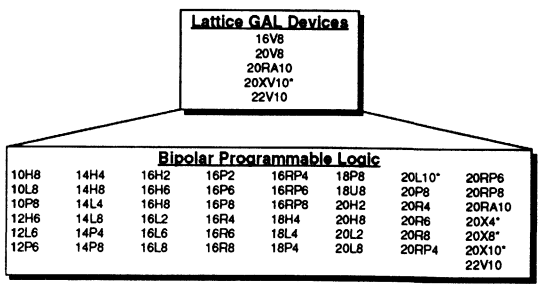 Lattice GAL Devices
16V8
20V8
20RA10
20XV10*
22V10
Bipolar Programmable Logic
10H8 14H4 16H2 16P2 16RP4 18P8 20L10* 20RP6
10L8 14H8 16H6 16P6 16RP6 18U8 20P8 20RP8
10P8 14L4 16H8 16P8 16RP8 20H2 20R4 20RA10
12H6 14L8 16L2 16R4 18H4 20H8 20R6 20X4*
12L6 14P4 16L6 16R6 18L4 20L2 20R8 20X8*
12P6 14P8 16L8 16R8 18P4 20L8 20RP4 20X10*
22V10